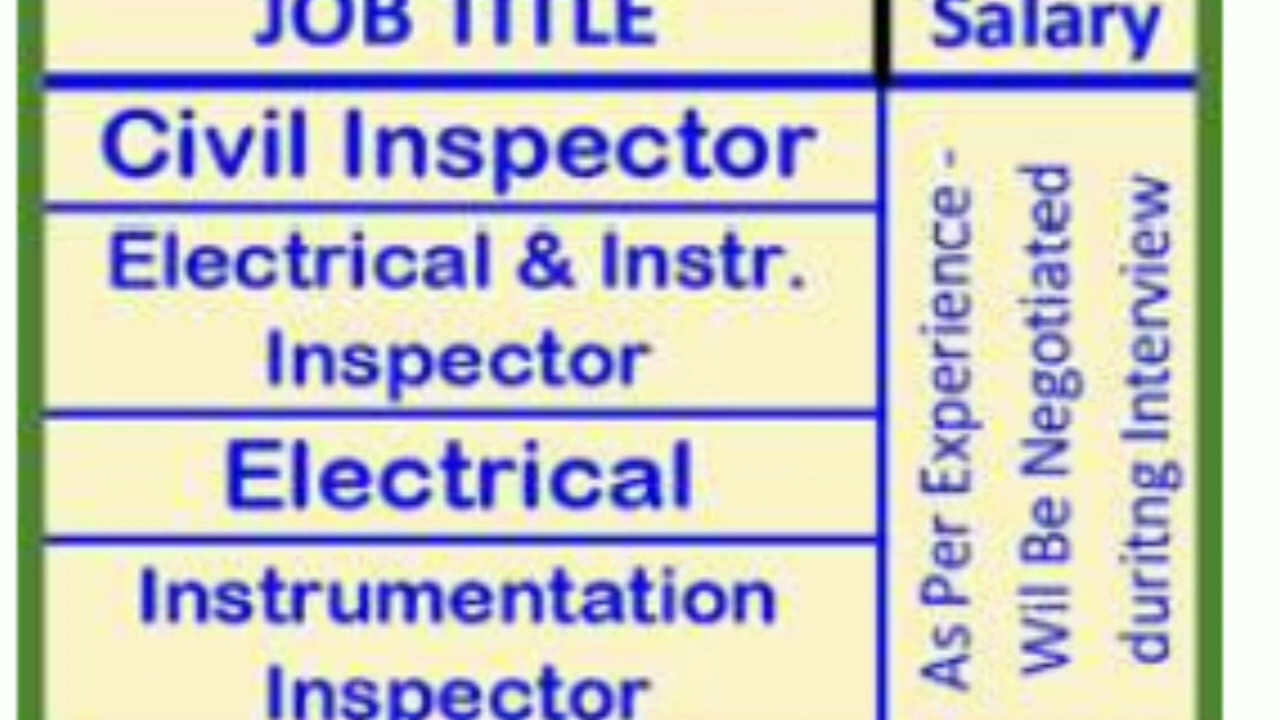 JOB TITLE
Salary
Civil Inspector
Electrical & Instr.
Inspector
Electrical
Instrumentation
Inspector
As Per Experience -
Wil Be Negotiated
duritng Interview